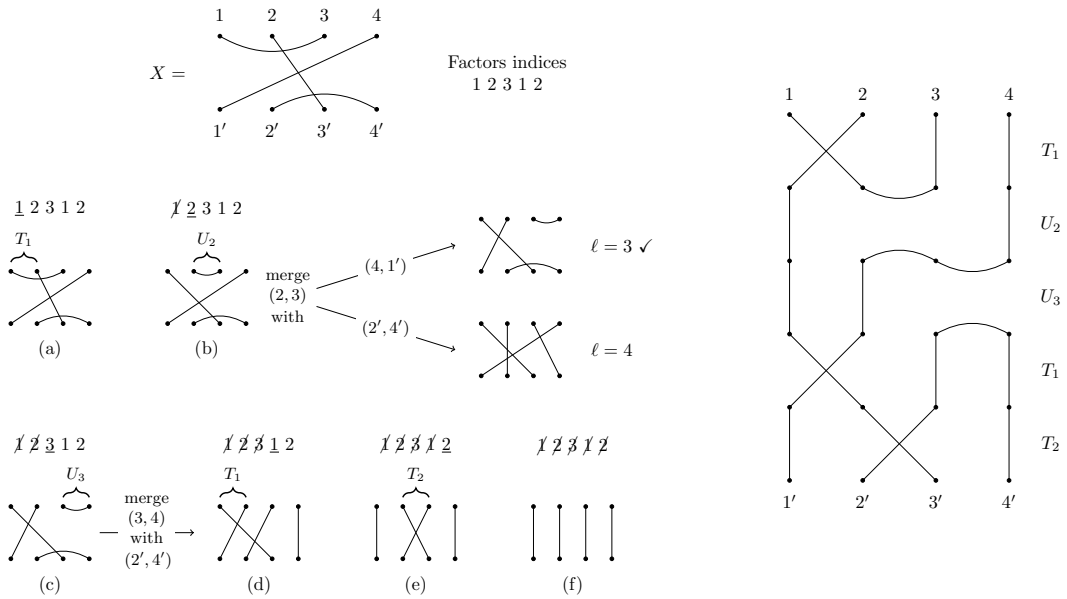 1 2 3 4
X =
1′ 2′ 3′ 4′
Factors indices
1 2 3 1 2
1 2 3 1 2
T₁
(a)
1 2 3 1 2
U₂
(b)
merge
(2, 3)
with
(4, 1′)
ℓ = 3 ✓
(2′, 4′)
ℓ = 4
1 2 3 1 2
U₃
(c)
merge
(3, 4)
with
(2′, 4′)
1 2 3 1 2
T₁
(d)
1 2 3 1 2
T₂
(e)
1 2 3 1 2
(f)
1 2 3 4
T₁
U₂
U₃
T₁
T₂
1′ 2′ 3′ 4′